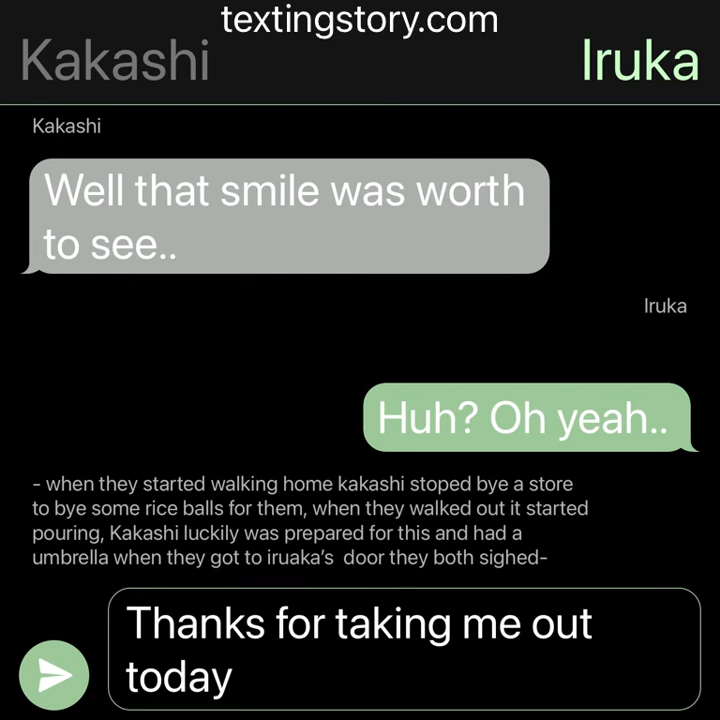 textingstory.com
Kakashi
Iruka
Kakashi
Well that smile was worth
to see..
Iruka
Huh? Oh yeah..
- when they started walking home kakashi stoped bye a store
to bye some rice balls for them, when they walked out it started
pouring, Kakashi luckily was prepared for this and had a
umbrella when they got to iruaka’s  door they both sighed-
Thanks for taking me out
today